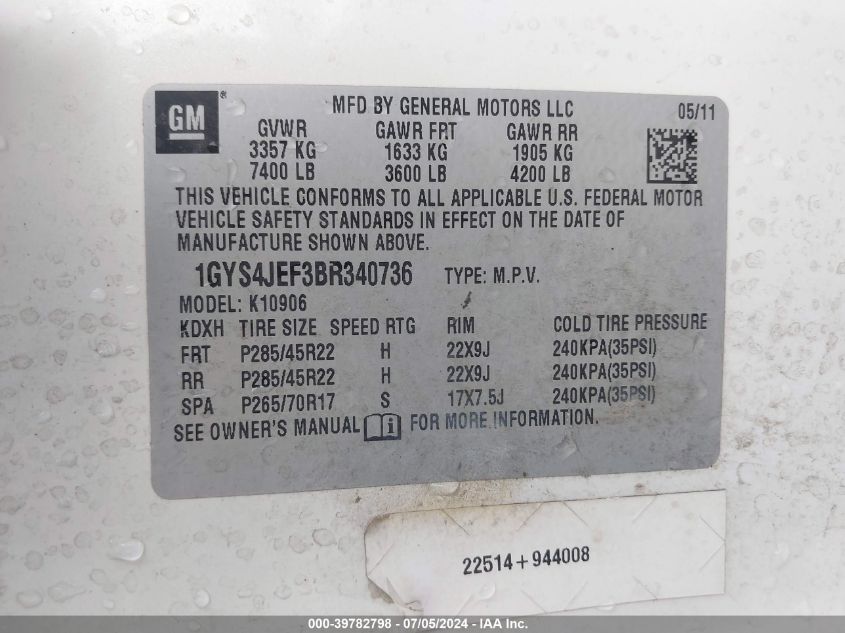 GM®
MFD BY GENERAL MOTORS LLC 05/11
GVWR GAWR FRT GAWR RR
3357 KG 1633 KG 1905 KG
7400 LB 3600 LB 4200 LB
THIS VEHICLE CONFORMS TO ALL APPLICABLE U.S. FEDERAL MOTOR
VEHICLE SAFETY STANDARDS IN EFFECT ON THE DATE OF
MANUFACTURE SHOWN ABOVE.
1GYS4JEF3BR340736 TYPE: M.P.V.
MODEL: K10906
KDXH TIRE SIZE SPEED RTG RIM COLD TIRE PRESSURE
FRT P285/45R22 H 22X9J 240KPA(35PSI)
RR P285/45R22 H 22X9J 240KPA(35PSI)
SPA P265/70R17 S 17X7.5J 240KPA(35PSI)
SEE OWNER'S MANUAL FOR MORE INFORMATION.
22514+944008
000-39782798 - 07/05/2024 - IAA Inc.